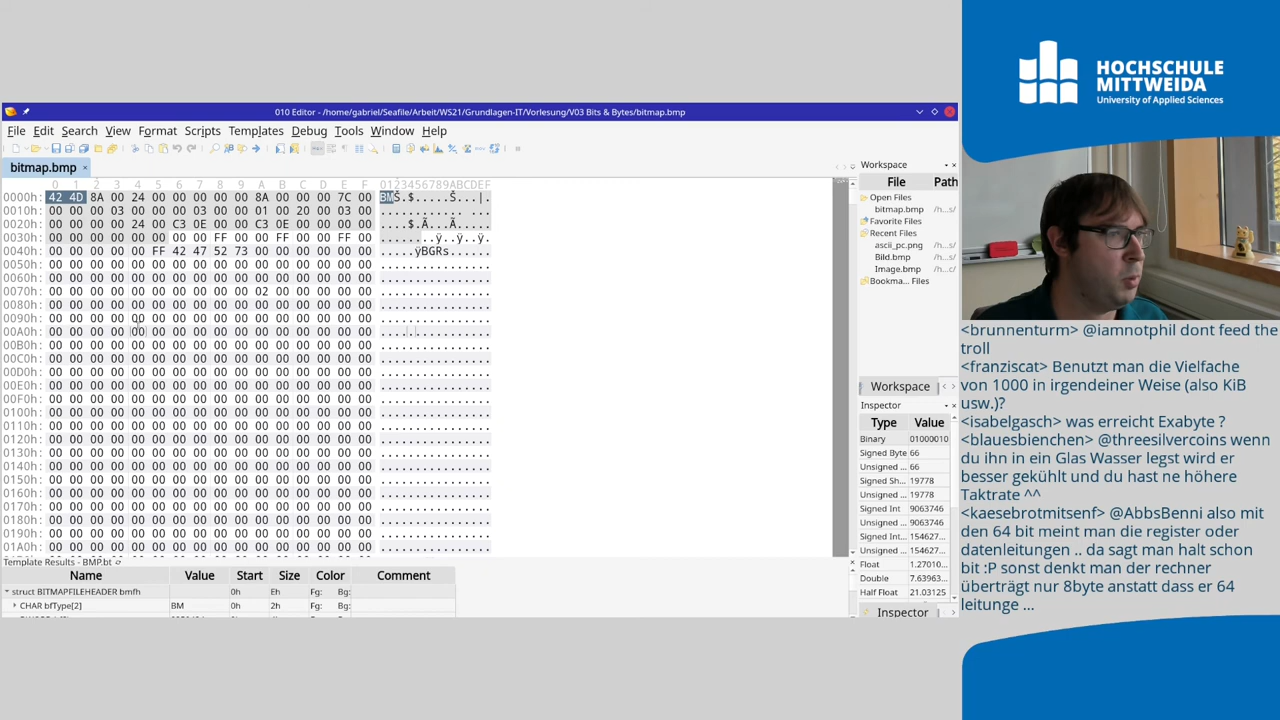 010 Editor - /home/gabriel/Seafile/Arbeit/WS21/Grundlagen-IT/Vorlesung/V03 Bits & Bytes/bitmap.bmp
File Edit Search View Format Scripts Templates Debug Tools Window Help
bitmap.bmp
0 1 2 3 4 5 6 7 8 9 A B C D E F 0123456789ABCDEF
0000h: 42 4D 8A 00 24 00 00 00 00 00 8A 00 00 00 7C 00 BMŠ.$.....Š...|.
0010h: 00 00 00 03 00 00 00 03 00 00 01 00 20 00 03 00 ............ ...
0020h: 00 00 00 00 24 00 C3 0E 00 00 C3 0E 00 00 00 00 ....$.Ã...Ã.....
0030h: 00 00 00 00 00 00 00 00 FF 00 00 FF 00 00 FF 00 ........ÿ..ÿ..ÿ.
0040h: 00 00 00 00 00 FF 42 47 52 73 00 00 00 00 00 00 .....ÿBGRs......
0050h: 00 00 00 00 00 00 00 00 00 00 00 00 00 00 00 00 ................
0060h: 00 00 00 00 00 00 00 00 00 00 00 00 00 00 00 00 ................
0070h: 00 00 00 00 00 00 00 00 00 00 02 00 00 00 00 00 ................
0080h: 00 00 00 00 00 00 00 00 00 00 00 00 00 00 00 00 ................
0090h: 00 00 00 00 00 00 00 00 00 00 00 00 00 00 00 00 ................
00A0h: 00 00 00 00 00 00 00 00 00 00 00 00 00 00 00 00 ................
00B0h: 00 00 00 00 00 00 00 00 00 00 00 00 00 00 00 00 ................
00C0h: 00 00 00 00 00 00 00 00 00 00 00 00 00 00 00 00 ................
00D0h: 00 00 00 00 00 00 00 00 00 00 00 00 00 00 00 00 ................
00E0h: 00 00 00 00 00 00 00 00 00 00 00 00 00 00 00 00 ................
00F0h: 00 00 00 00 00 00 00 00 00 00 00 00 00 00 00 00 ................
0100h: 00 00 00 00 00 00 00 00 00 00 00 00 00 00 00 00 ................
0110h: 00 00 00 00 00 00 00 00 00 00 00 00 00 00 00 00 ................
0120h: 00 00 00 00 00 00 00 00 00 00 00 00 00 00 00 00 ................
0130h: 00 00 00 00 00 00 00 00 00 00 00 00 00 00 00 00 ................
0140h: 00 00 00 00 00 00 00 00 00 00 00 00 00 00 00 00 ................
0150h: 00 00 00 00 00 00 00 00 00 00 00 00 00 00 00 00 ................
0160h: 00 00 00 00 00 00 00 00 00 00 00 00 00 00 00 00 ................
0170h: 00 00 00 00 00 00 00 00 00 00 00 00 00 00 00 00 ................
0180h: 00 00 00 00 00 00 00 00 00 00 00 00 00 00 00 00 ................
0190h: 00 00 00 00 00 00 00 00 00 00 00 00 00 00 00 00 ................
01A0h: 00 00 00 00 00 00 00 00 00 00 00 00 00 00 00 00 ................
Template Results - BMP.bt
Name Value Start Size Color Comment
struct BITMAPFILEHEADER bmfh 0h Eh Fg: Bg:
CHAR bfType[2] BM 0h 2h Fg: Bg:
Workspace
File Path
Open Files
bitmap.bmp /h...s/
Favorite Files
Recent Files
ascii_pc.png /h...s/
Bild.bmp /h...s/
Image.bmp /h...c/
Bookma... Files
Workspace
Inspector
Type Value
Binary 01000010
Signed Byte 66
Unsigned ... 66
Signed Sh... 19778
Unsigned ... 19778
Signed Int 9063746
Unsigned ... 9063746
Signed Int... 154627...
Unsigned ... 154627...
Float 1.27010...
Double 7.63963...
Half Float 21.03125
Inspector
HOCHSCHULE
MITTWEIDA
University of Applied Sciences
<brunnenturm> @iamnotphil dont feed the
troll
<franziscat> Benutzt man die Vielfache
von 1000 in irgendeiner Weise (also KiB
usw.)?
<isabelgasch> was erreicht Exabyte ?
<blauesbienchen> @threesilvercoins wenn
du ihn in ein Glas Wasser legst wird er
besser gekühlt und du hast ne höhere
Taktrate ^^
<kaesebrotmitsenf> @AbbsBenni also mit
den 64 bit meint man die register oder
datenleitungen .. da sagt man halt schon
bit :P sonst denkt man der rechner
überträgt nur 8byte anstatt dass er 64
leitunge ...